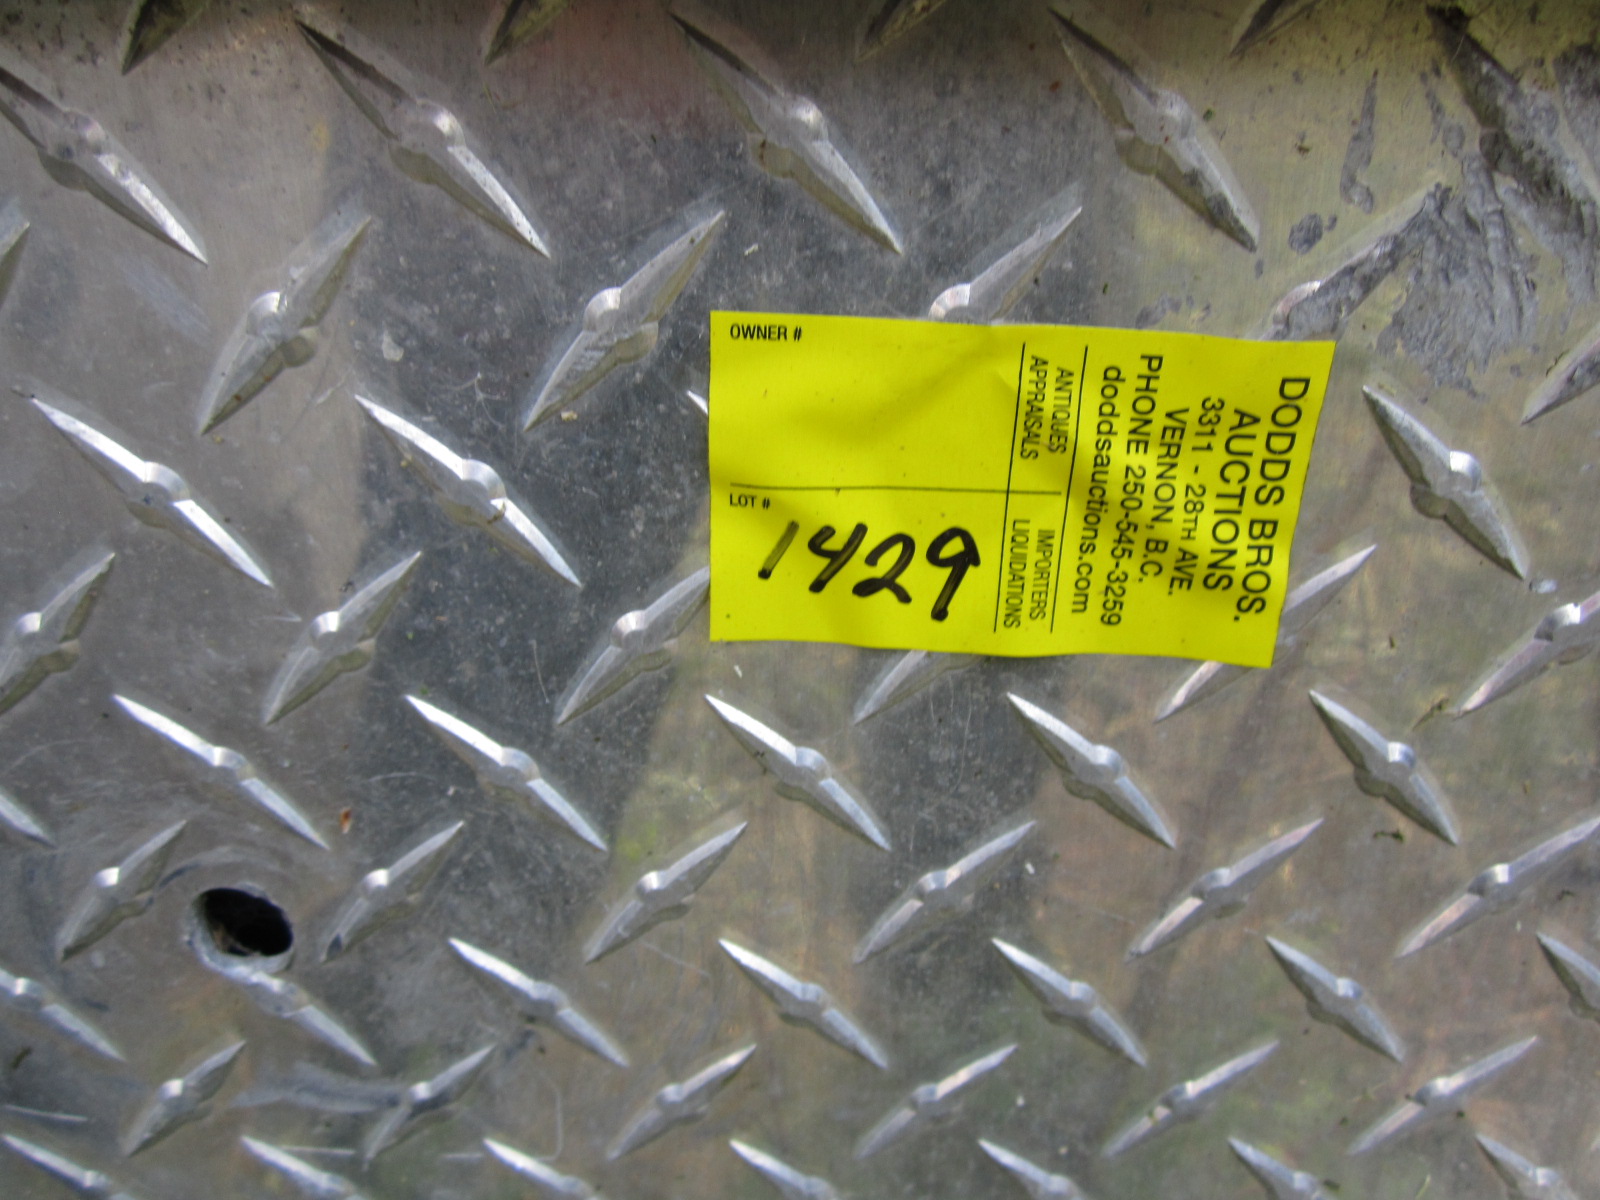 DODDS BROS.
AUCTIONS
3311 - 28TH AVE.
VERNON, B.C.
PHONE 250-545-3259
doddsauctions.com
ANTIQUES
APPRAISALS
IMPORTERS
LIQUIDATIONS
OWNER #
LOT #
1429